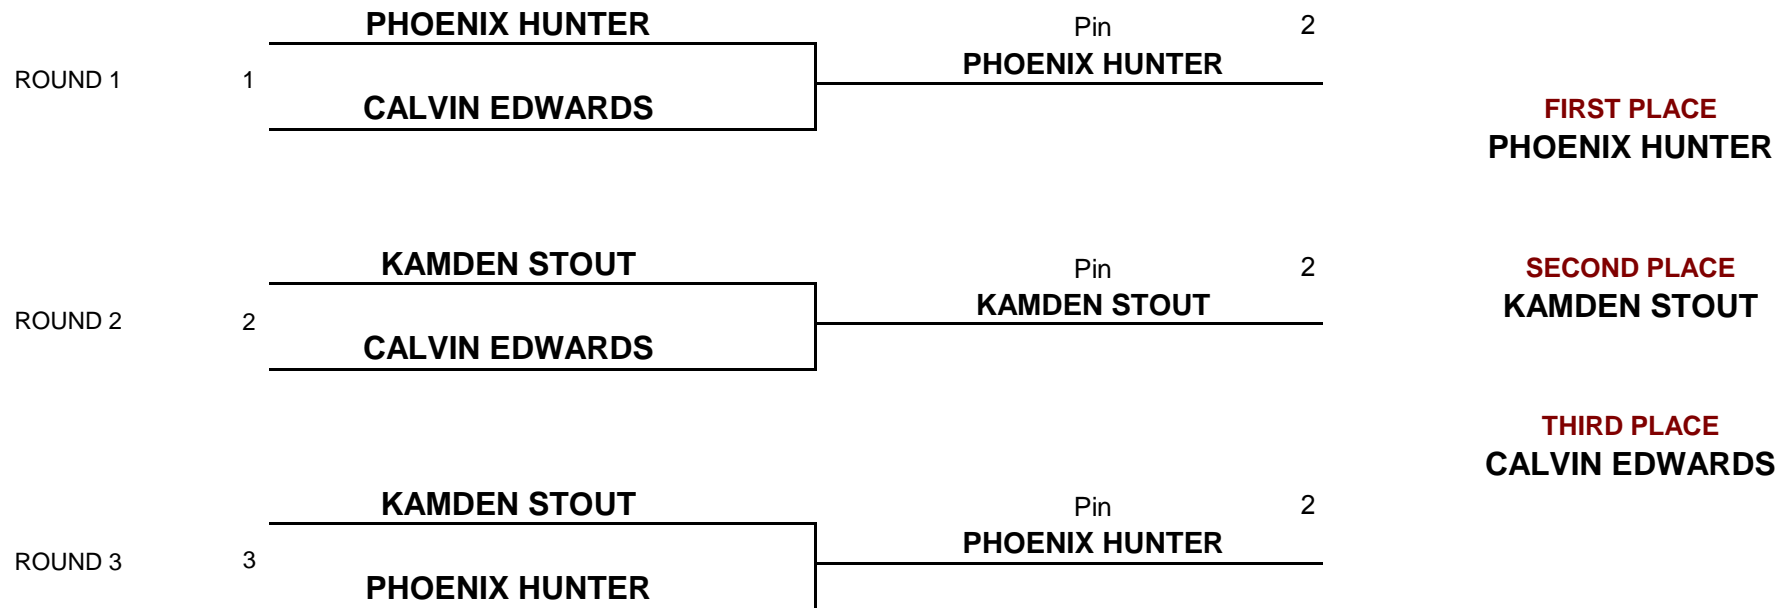 PHOENIX HUNTER
Pin 2
ROUND 1 1
PHOENIX HUNTER
CALVIN EDWARDS
FIRST PLACE
PHOENIX HUNTER
KAMDEN STOUT
Pin 2
SECOND PLACE
ROUND 2 2
KAMDEN STOUT
KAMDEN STOUT
CALVIN EDWARDS
THIRD PLACE
CALVIN EDWARDS
KAMDEN STOUT
Pin 2
ROUND 3 3
PHOENIX HUNTER
PHOENIX HUNTER